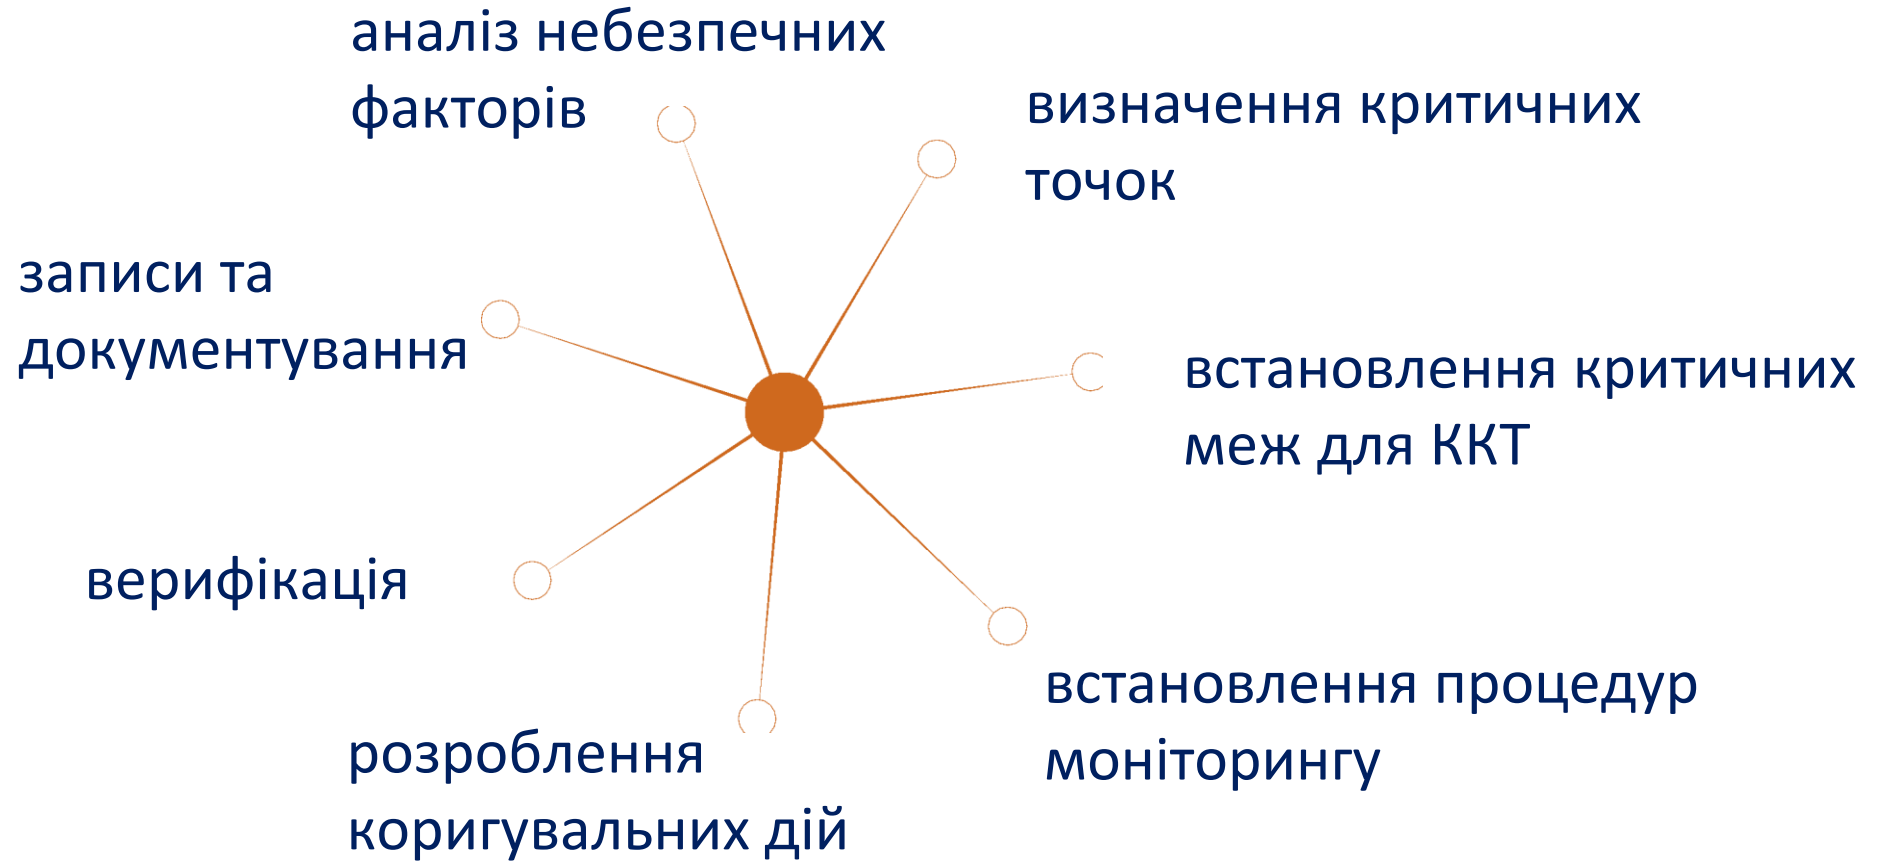 аналіз небезпечних
факторів
визначення критичних
точок
встановлення критичних
меж для ККТ
встановлення процедур
моніторингу
розроблення
коригувальних дій
верифікація
записи та
документування